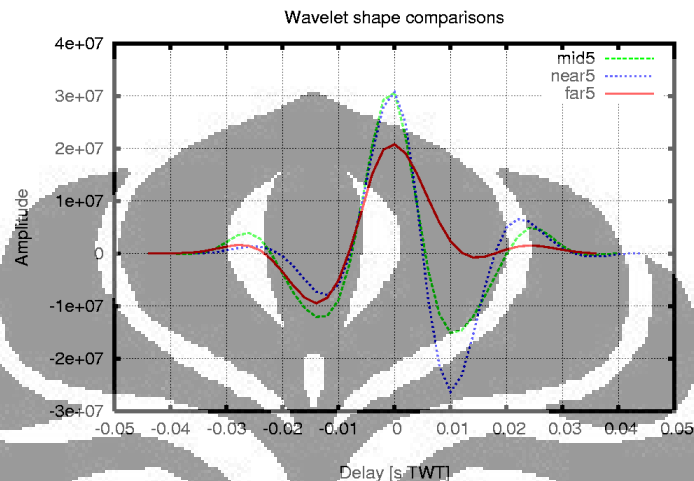 Wavelet shape comparisons
4e+07
3e+07
2e+07
1e+07
0
-1e+07
-2e+07
-3e+07
Amplitude
mid5
near5
far5
-0.05 -0.04 -0.03 -0.02 -0.01 0 0.01 0.02 0.03 0.04 0.05
Delay [s TWT]